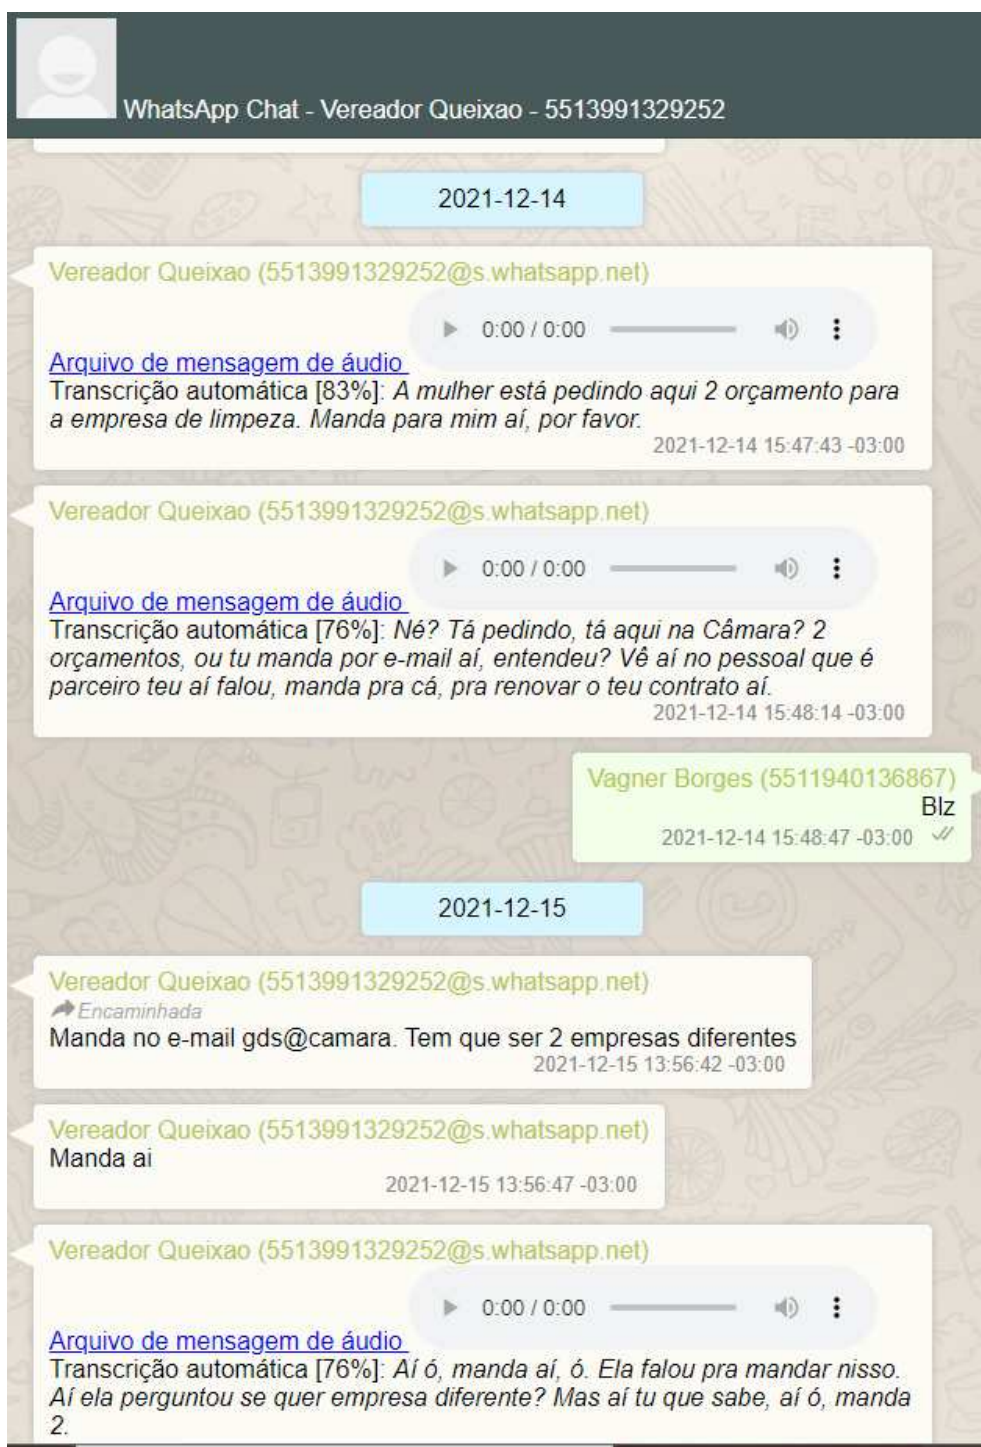 WhatsApp Chat - Vereador Queixao - 5513991329252
2021-12-14
Vereador Queixao (5513991329252@s.whatsapp.net)
0:00 / 0:00
Arquivo de mensagem de áudio
Transcrição automática [83%]: A mulher está pedindo aqui 2 orçamento para
a empresa de limpeza. Manda para mim aí, por favor.
2021-12-14 15:47:43 -03:00
Vereador Queixao (5513991329252@s.whatsapp.net)
0:00 / 0:00
Arquivo de mensagem de áudio
Transcrição automática [76%]: Né? Tá pedindo, tá aqui na Câmara? 2
orçamentos, ou tu manda por e-mail aí, entendeu? Vê aí no pessoal que é
parceiro teu aí falou, manda pra cá, pra renovar o teu contrato aí.
2021-12-14 15:48:14 -03:00
Vagner Borges (5511940136867)
Blz
2021-12-14 15:48:47 -03:00
2021-12-15
Vereador Queixao (5513991329252@s.whatsapp.net)
Encaminhada
Manda no e-mail gds@camara. Tem que ser 2 empresas diferentes
2021-12-15 13:56:42 -03:00
Vereador Queixao (5513991329252@s.whatsapp.net)
Manda ai
2021-12-15 13:56:47 -03:00
Vereador Queixao (5513991329252@s.whatsapp.net)
0:00 / 0:00
Arquivo de mensagem de áudio
Transcrição automática [76%]: Aí ó, manda aí, ó. Ela falou pra mandar nisso.
Aí ela perguntou se quer empresa diferente? Mas aí tu que sabe, aí ó, manda
2.